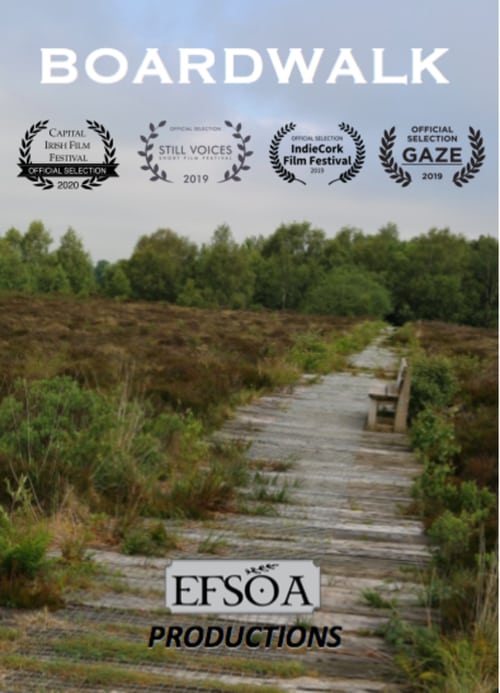 BOARDWALK
CAPITAL
IRISH FILM
FESTIVAL
OFFICIAL SELECTION
2020
OFFICIAL SELECTION
STILL VOICES
SHORT FILM FESTIVAL
2019
OFFICIAL SELECTION
IndieCork
Film Festival
2019
OFFICIAL
SELECTION
GAZE
2019
EFSOA
PRODUCTIONS